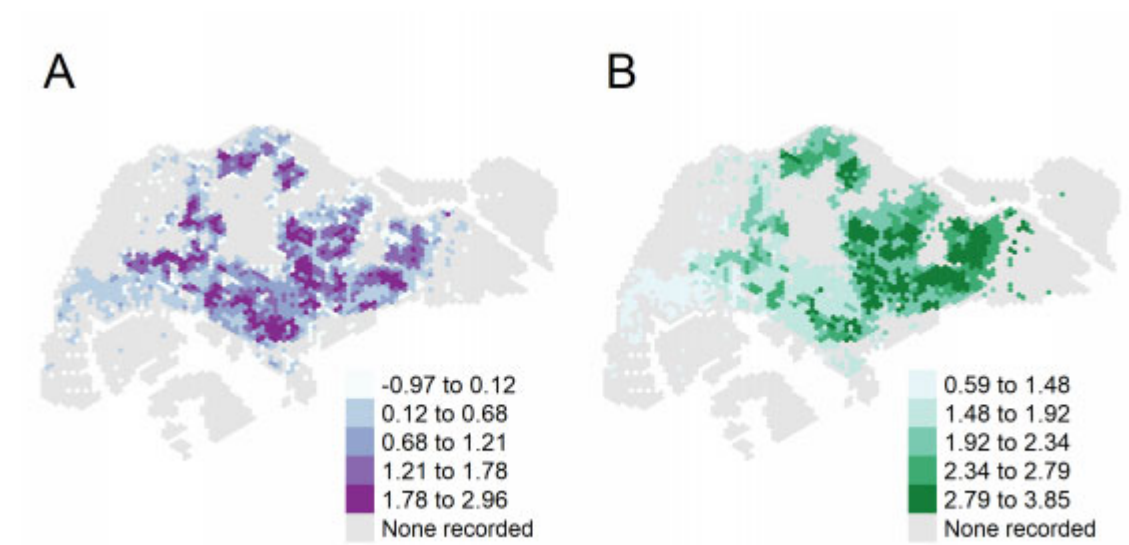 A
B
-0.97 to 0.12
0.12 to 0.68
0.68 to 1.21
1.21 to 1.78
1.78 to 2.96
None recorded
0.59 to 1.48
1.48 to 1.92
1.92 to 2.34
2.34 to 2.79
2.79 to 3.85
None recorded